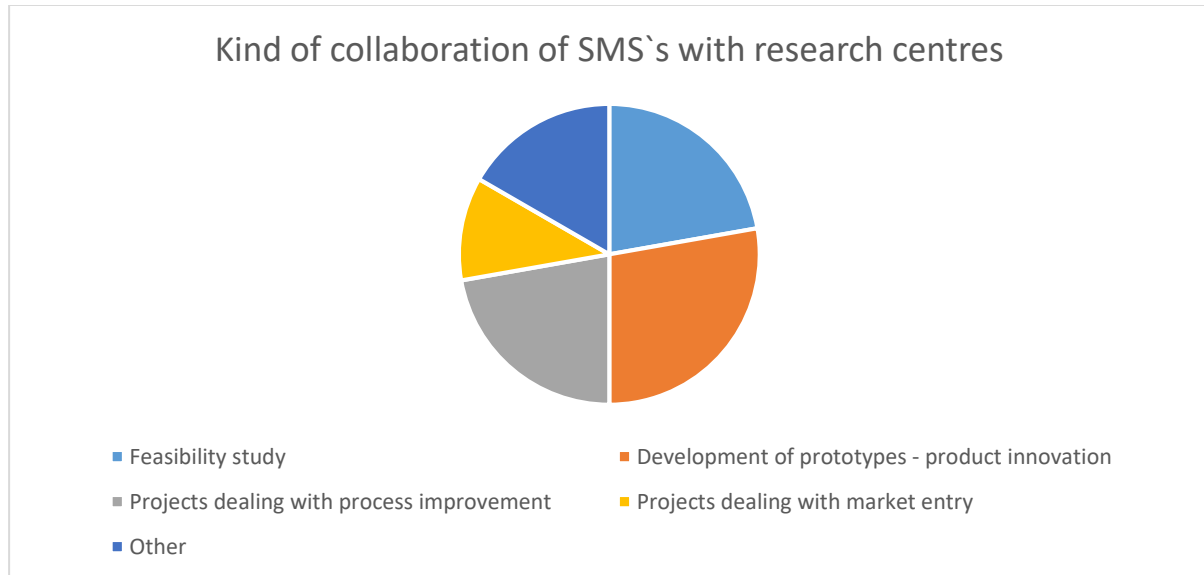 Kind of collaboration of SMS`s with research centres
Feasibility study
Development of prototypes - product innovation
Projects dealing with process improvement
Projects dealing with market entry
Other